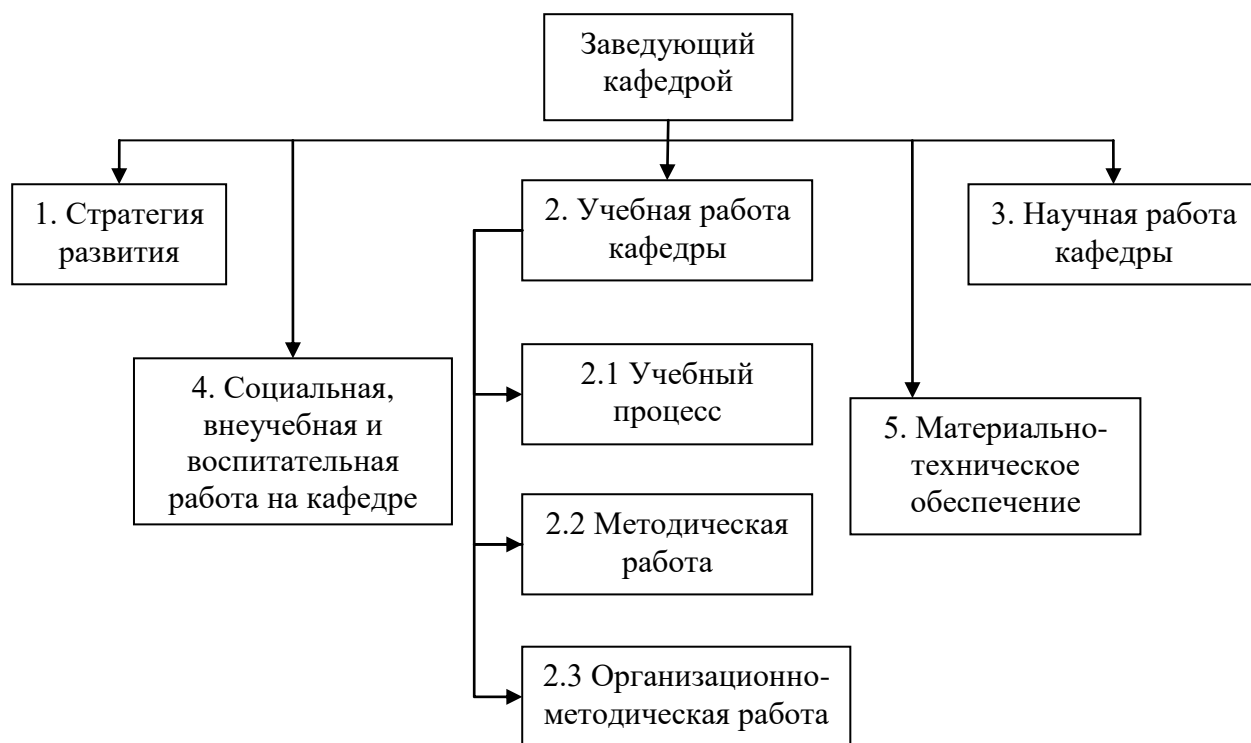 Заведующий
кафедрой
1. Стратегия
развития
2. Учебная работа
кафедры
3. Научная работа
кафедры
4. Социальная,
внеучебная и
воспитательная
работа на кафедре
2.1 Учебный
процесс
5. Материально-
техническое
обеспечение
2.2 Методическая
работа
2.3 Организационно-
методическая работа